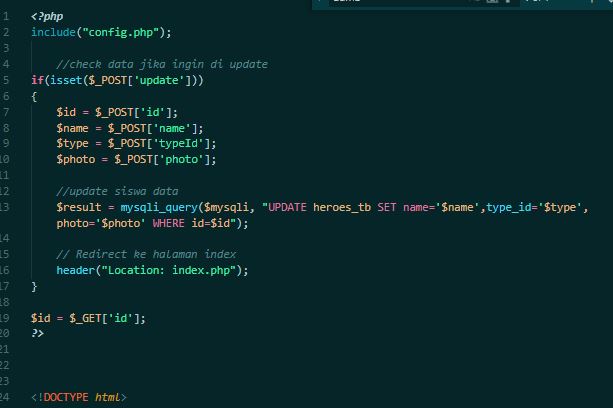 1 <?php
2 include("config.php");
3
4 //check data jika ingin di update
5 if(isset($_POST['update']))
6 {
7 $id = $_POST['id'];
8 $name = $_POST['name'];
9 $type = $_POST['typeId'];
10 $photo = $_POST['photo'];
11
12 //update siswa data
13 $result = mysqli_query($mysqli, "UPDATE heroes_tb SET name='$name',type_id='$type',
photo='$photo' WHERE id=$id");
14
15 // Redirect ke halaman index
16 header("Location: index.php");
17 }
18
19 $id = $_GET['id'];
20 ?>
21
22
23
24 <!DOCTYPE html>